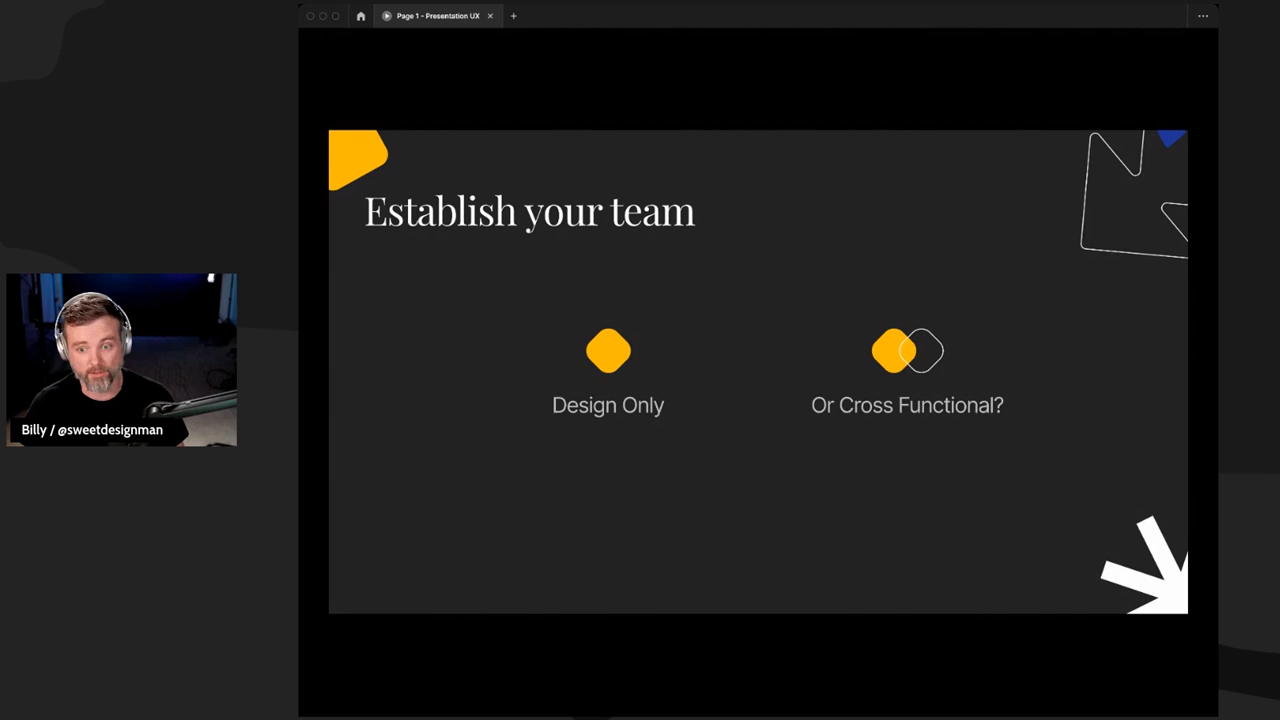 Page 1 - Presentation UX
Establish your team
Design Only
Or Cross Functional?
Billy / @sweetdesignman